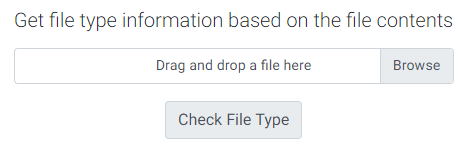 Get file type information based on the file contents
Drag and drop a file here Browse
Check File Type